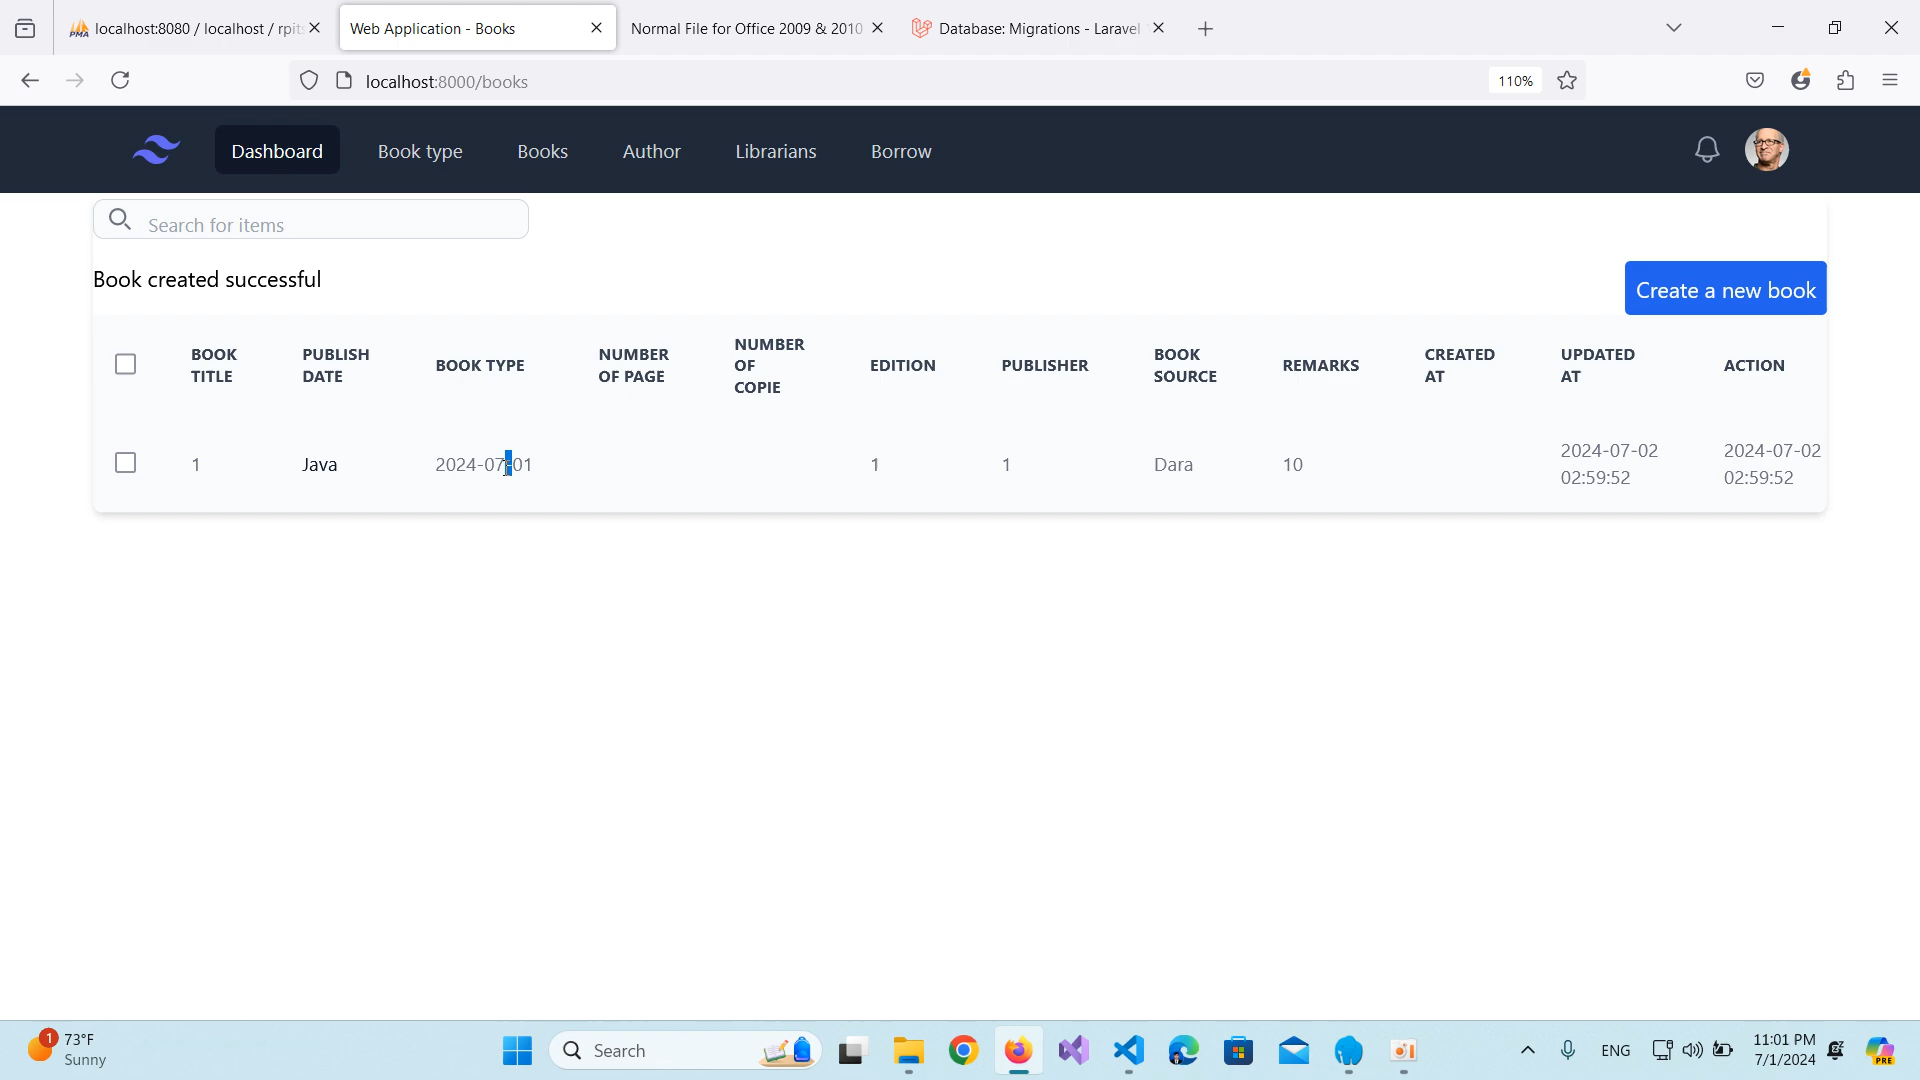 localhost:8080 / localhost / rpits
Web Application - Books
Normal File for Office 2009 & 2010
Database: Migrations - Laravel
localhost:8000/books
110%
Dashboard
Book type
Books
Author
Librarians
Borrow
Search for items
Book created successful
Create a new book
BOOK
TITLE
PUBLISH
DATE
BOOK TYPE
NUMBER
OF PAGE
NUMBER
OF
COPIE
EDITION
PUBLISHER
BOOK
SOURCE
REMARKS
CREATED
AT
UPDATED
AT
ACTION
1
Java
2024-07-01
1
1
Dara
10
2024-07-02
02:59:52
2024-07-02
02:59:52
1
73°F
Sunny
Search
ENG
11:01 PM
7/1/2024
PRE